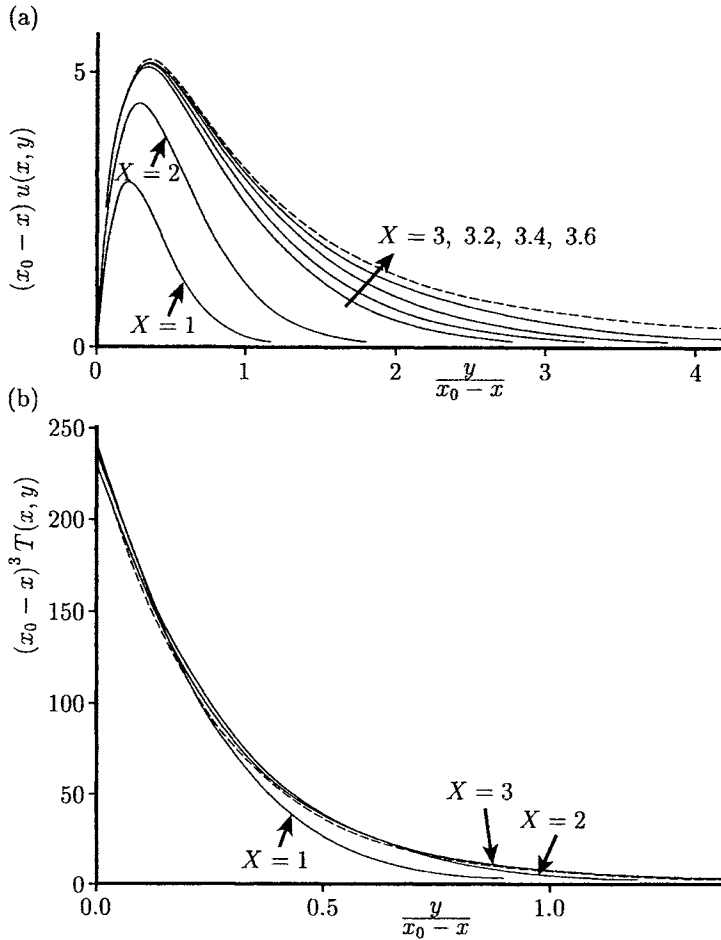 (a)
5
(x₀ − x) u(x, y)
X = 2
X = 3, 3.2, 3.4, 3.6
X = 1
0
0 1 2 3 4
y
x₀ − x
(b)
250
200
(x₀ − x)³ T(x, y)
150
100
50
X = 3
X = 2
X = 1
0
0.0 0.5 1.0
y
x₀ − x